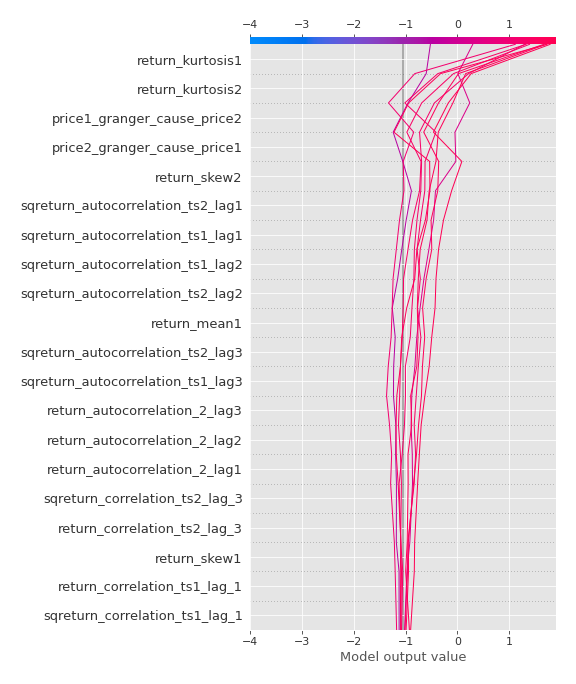 −4 −3 −2 −1 0 1
return_kurtosis1
return_kurtosis2
price1_granger_cause_price2
price2_granger_cause_price1
return_skew2
sqreturn_autocorrelation_ts2_lag1
sqreturn_autocorrelation_ts1_lag1
sqreturn_autocorrelation_ts1_lag2
sqreturn_autocorrelation_ts2_lag2
return_mean1
sqreturn_autocorrelation_ts2_lag3
sqreturn_autocorrelation_ts1_lag3
return_autocorrelation_2_lag3
return_autocorrelation_2_lag2
return_autocorrelation_2_lag1
sqreturn_correlation_ts2_lag_3
return_correlation_ts2_lag_3
return_skew1
return_correlation_ts1_lag_1
sqreturn_correlation_ts1_lag_1
−4 −3 −2 −1 0 1
Model output value